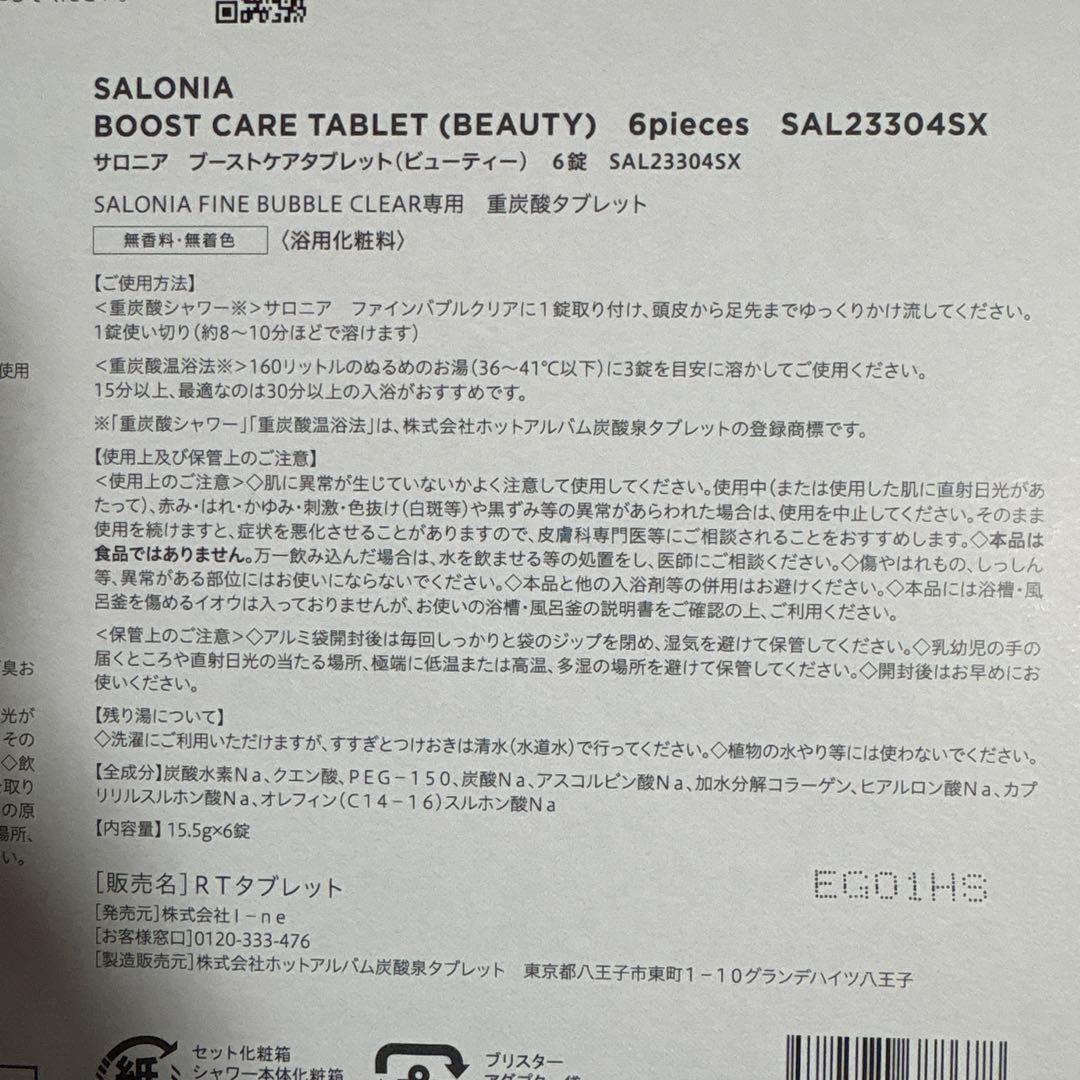 SALONIA
BOOST CARE TABLET (BEAUTY) 6pieces SAL23304SX
サロニア ブーストケアタブレット(ビューティー) 6錠 SAL23304SX
SALONIA FINE BUBBLE CLEAR専用 重炭酸タブレット
無香料・無着色 〈浴用化粧料〉
【ご使用方法】
<重炭酸シャワー※>サロニア ファインバブルクリアに1錠取り付け、頭皮から足先までゆっくりかけ流してください。
1錠使い切り(約8〜10分ほどで溶けます)
<重炭酸温浴法※>160リットルのぬるめのお湯(36〜41℃以下)に3錠を目安に溶かしてご使用ください。
15分以上、最適なのは30分以上の入浴がおすすめです。
※「重炭酸シャワー」「重炭酸温浴法」は、株式会社ホットアルバム炭酸泉タブレットの登録商標です。
【使用上及び保管上のご注意】
<使用上のご注意>◇肌に異常が生じていないかよく注意して使用してください。使用中(または使用した肌に直射日光があ
たって)、赤み・はれ・かゆみ・刺激・色抜け(白斑等)や黒ずみ等の異常があらわれた場合は、使用を中止してください。そのまま
使用を続けますと、症状を悪化させることがありますので、皮膚科専門医等にご相談されることをおすすめします。◇本品は
食品ではありません。万一飲み込んだ場合は、水を飲ませる等の処置をし、医師にご相談ください。◇傷やはれもの、しっしん
等、異常がある部位にはお使いにならないでください。◇本品と他の入浴剤等の併用はお避けください。◇本品には浴槽・風
呂釜を傷めるイオウは入っておりませんが、お使いの浴槽・風呂釜の説明書をご確認の上、ご利用ください。
<保管上のご注意>◇アルミ袋開封後は毎回しっかりと袋のジップを閉め、湿気を避けて保管してください。◇乳幼児の手の
届くところや直射日光の当たる場所、極端に低温または高温、多湿の場所を避けて保管してください。◇開封後はお早めにお
使いください。
【残り湯について】
◇洗濯にご利用いただけますが、すすぎとつけおきは清水(水道水)で行ってください。◇植物の水やり等には使わないでください。
【全成分】炭酸水素Na、クエン酸、PEG−150、炭酸Na、アスコルビン酸Na、加水分解コラーゲン、ヒアルロン酸Na、カプ
リリルスルホン酸Na、オレフィン(C14−16)スルホン酸Na
【内容量】15.5g×6錠
[販売名]RTタブレット
EG01HS
[発売元]株式会社I−ne
[お客様窓口]0120-333-476
[製造販売元]株式会社ホットアルバム炭酸泉タブレット 東京都八王子市東町1−10グランデハイツ八王子
使用
臭お
光が
その
◇飲
取り
の原
場所、
い。
紙
セット化粧箱
シャワー本体化粧箱
ブリスター